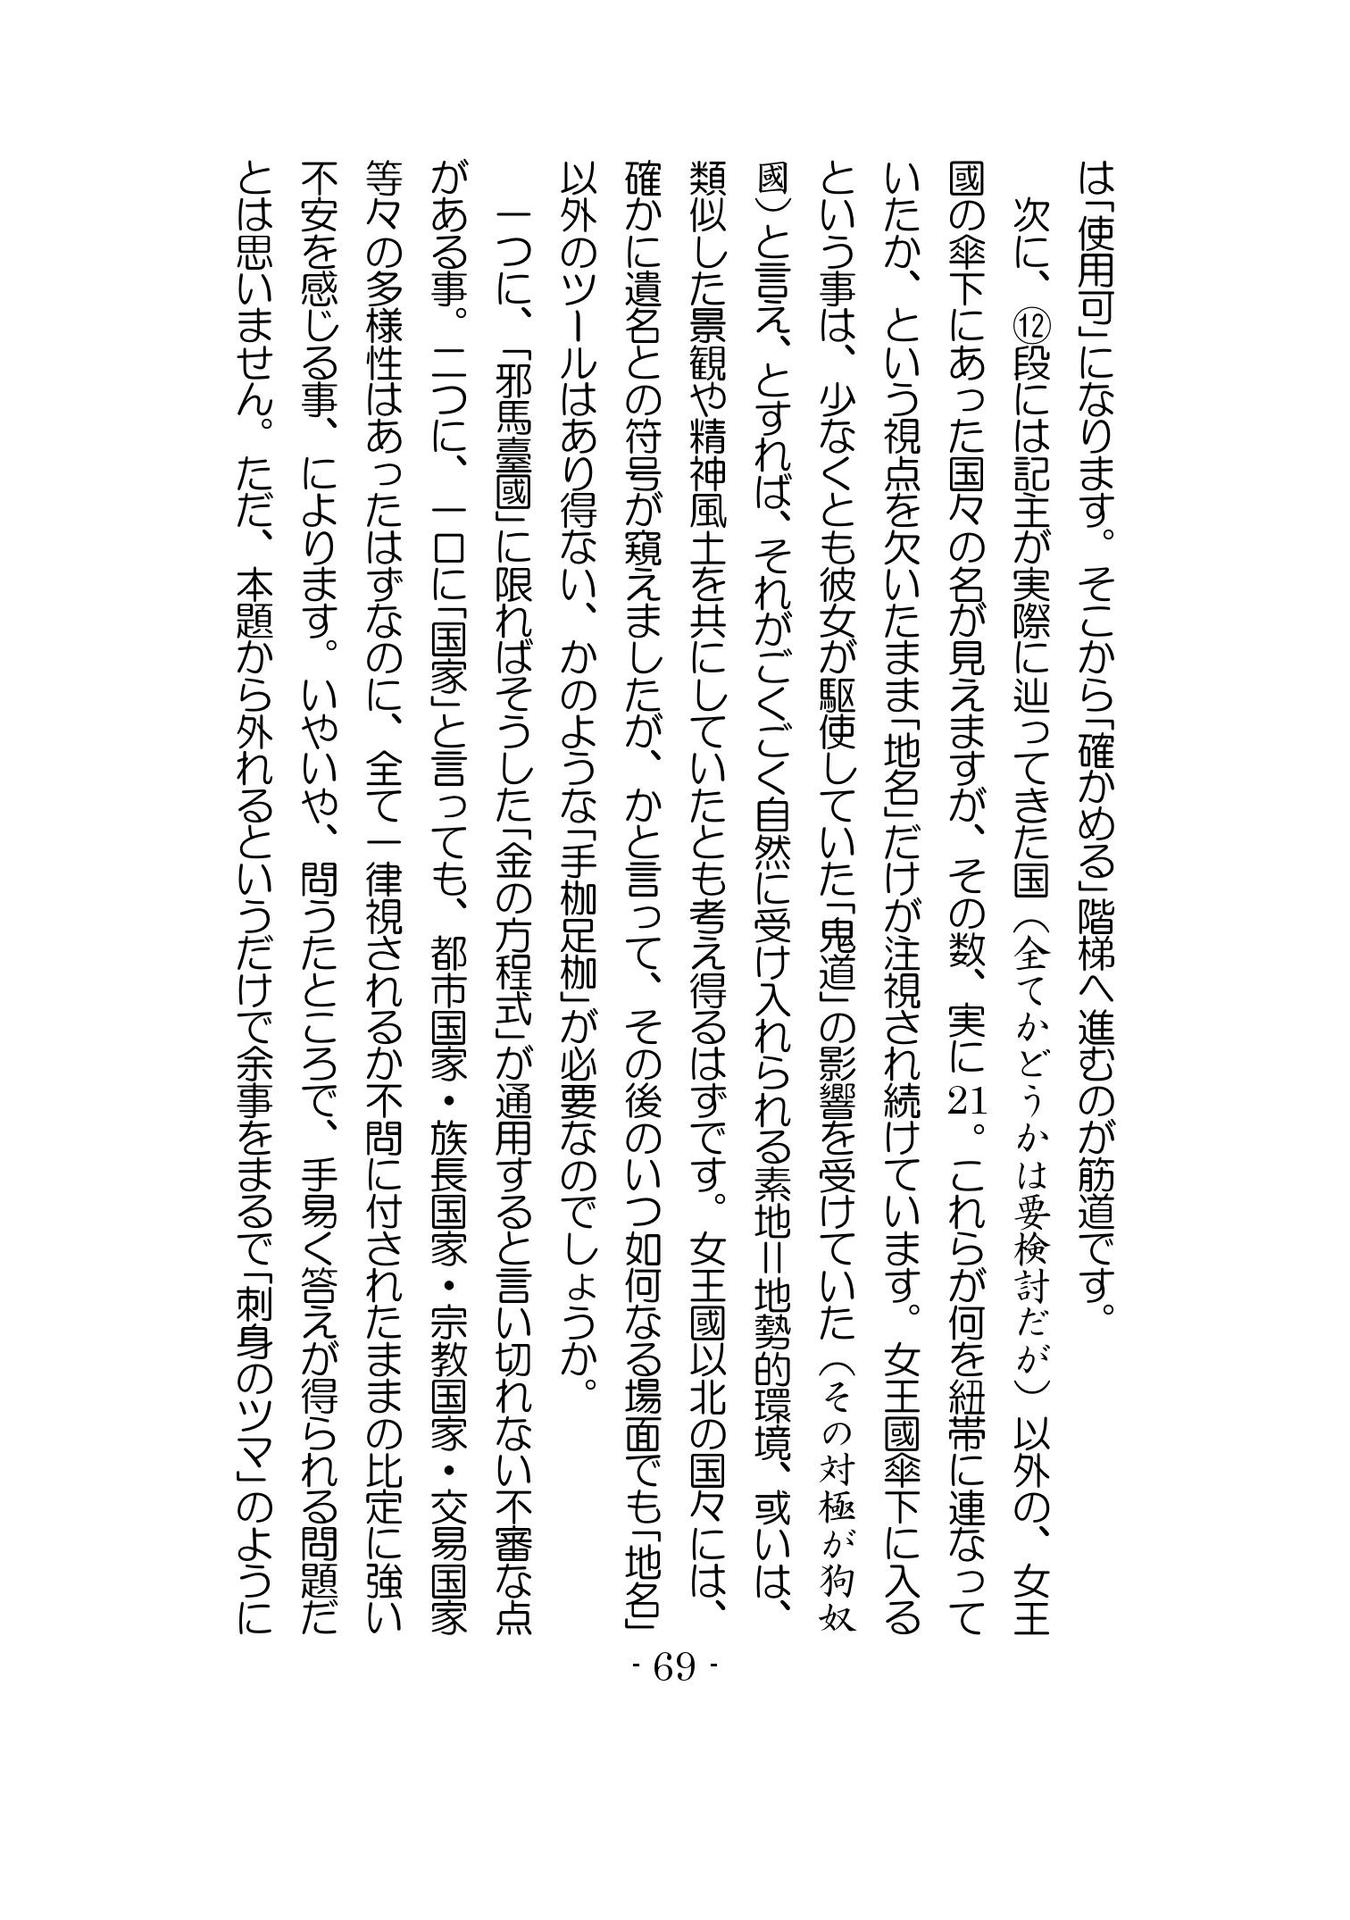 は「使用可」になります。そこから「確かめる」階梯へ進むのが筋道です。
次に、⑫段には記主が実際に辿ってきた国（全てかどうかは要検討だが）以外の、女王
國の傘下にあった国々の名が見えますが、その数、実に21。これらが何を紐帯に連なって
いたか、という視点を欠いたまま「地名」だけが注視され続けています。女王國傘下に入る
という事は、少なくとも彼女が駆使していた「鬼道」の影響を受けていた（その対極が狗奴
國）と言え、とすれば、それがごくごく自然に受け入れられる素地＝地勢的環境、或いは、
類似した景観や精神風土を共にしていたとも考え得るはずです。女王國以北の国々には、
確かに遺名との符号が窺えましたが、かと言って、その後のいつ如何なる場面でも「地名」
以外のツールはあり得ない、かのような「手枷足枷」が必要なのでしょうか。
一つに、「邪馬臺國」に限ればそうした「金の方程式」が通用すると言い切れない不審な点
がある事。二つに、一口に「国家」と言っても、都市国家・族長国家・宗教国家・交易国家
等々の多様性はあったはずなのに、全て一律視されるか不問に付されたままの比定に強い
不安を感じる事、によります。いやいや、問うたところで、手易く答えが得られる問題だ
とは思いません。ただ、本題から外れるというだけで余事をまるで「刺身のツマ」のように
- 69 -